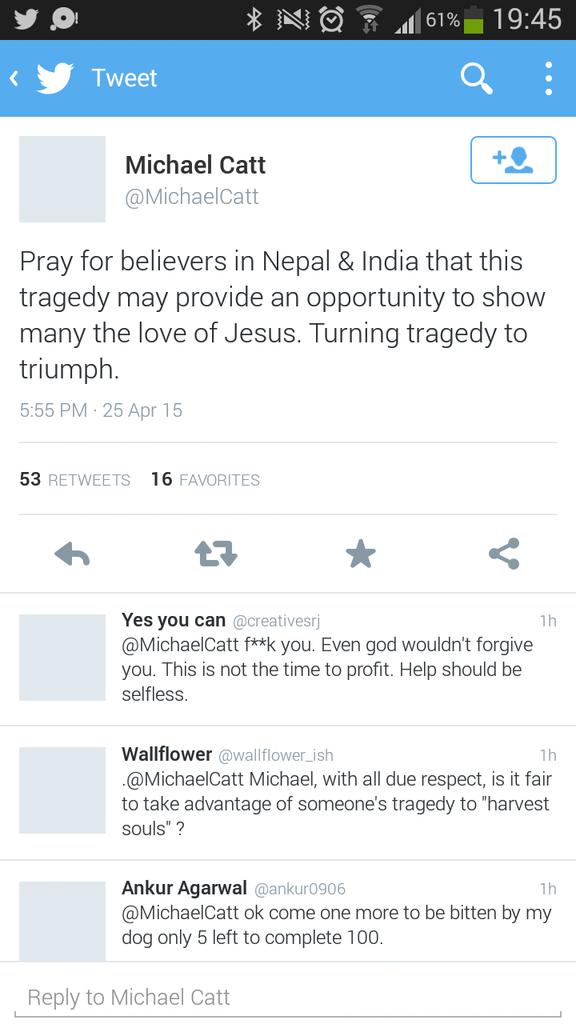 61% 19:45
Tweet
Michael Catt
@MichaelCatt
Pray for believers in Nepal & India that this
tragedy may provide an opportunity to show
many the love of Jesus. Turning tragedy to
triumph.
5:55 PM · 25 Apr 15
53 RETWEETS 16 FAVORITES
Yes you can @creativesrj 1h
@MichaelCatt f**k you. Even god wouldn't forgive
you. This is not the time to profit. Help should be
selfless.
Wallflower @wallflower_ish 1h
.@MichaelCatt Michael, with all due respect, is it fair
to take advantage of someone's tragedy to "harvest
souls" ?
Ankur Agarwal @ankur0906 1h
@MichaelCatt ok come one more to be bitten by my
dog only 5 left to complete 100.
Reply to Michael Catt